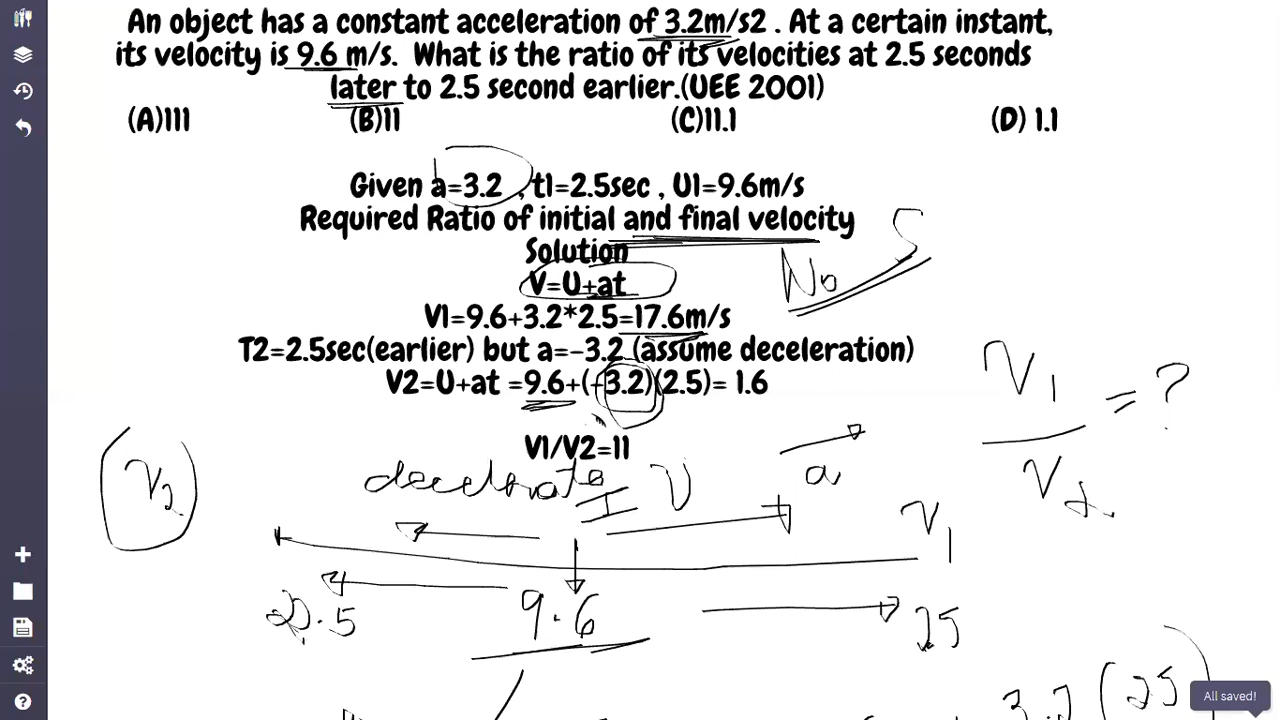 An object has a constant acceleration of 3.2m/s2 . At a certain instant,
its velocity is 9.6 m/s. What is the ratio of its velocities at 2.5 seconds
later to 2.5 second earlier.(UEE 2001)
(A)111 (B)11 (C)11.1 (D) 1.1
Given a=3.2 , t1=2.5sec , U1=9.6m/s
Required Ratio of initial and final velocity
Solution
No
V=U+at
V1=9.6+3.2*2.5=17.6m/s
T2=2.5sec(earlier) but a=-3.2 (assume deceleration)
V2=U+at =9.6+(-3.2)(2.5)= 1.6
V1
= ?
V2
V1/V2=11
decelerate
V
a
V2
V1
2.5 9.6 25
3.2 (25)
All saved!